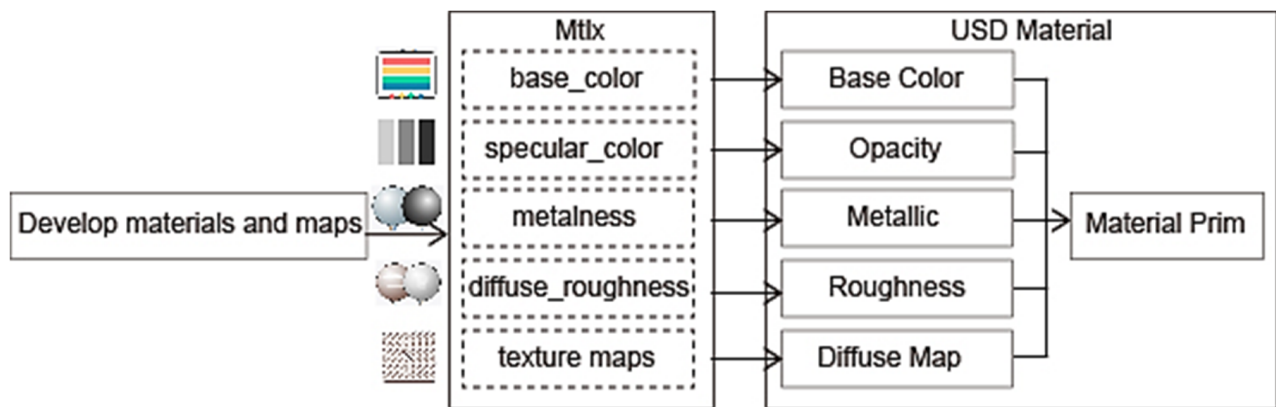 Mtlx
USD Material
base_color
Base Color
specular_color
Opacity
Develop materials and maps
metalness
Metallic
Material Prim
diffuse_roughness
Roughness
texture maps
Diffuse Map